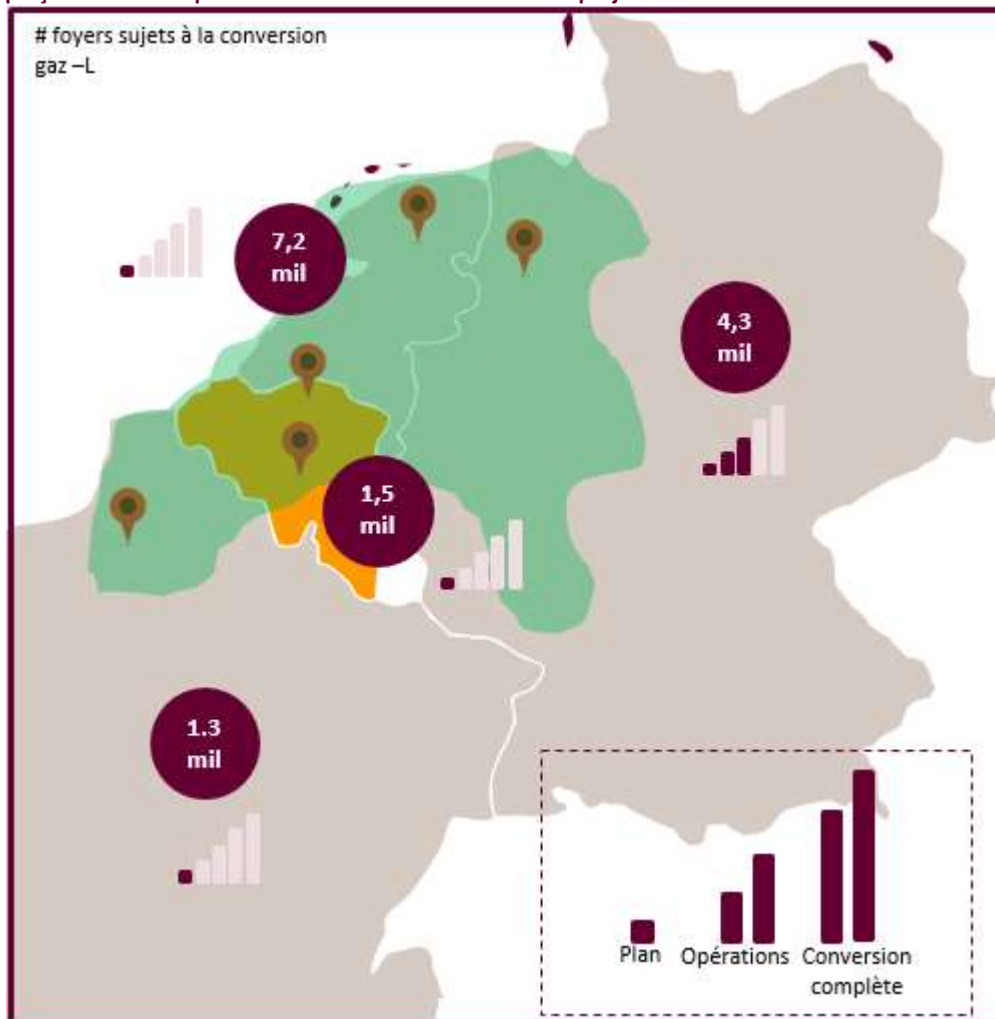 # foyers sujets à la conversion
gaz –L
7,2
mil
4,3
mil
1,5
mil
1.3
mil
Plan
Opérations
Conversion
complète